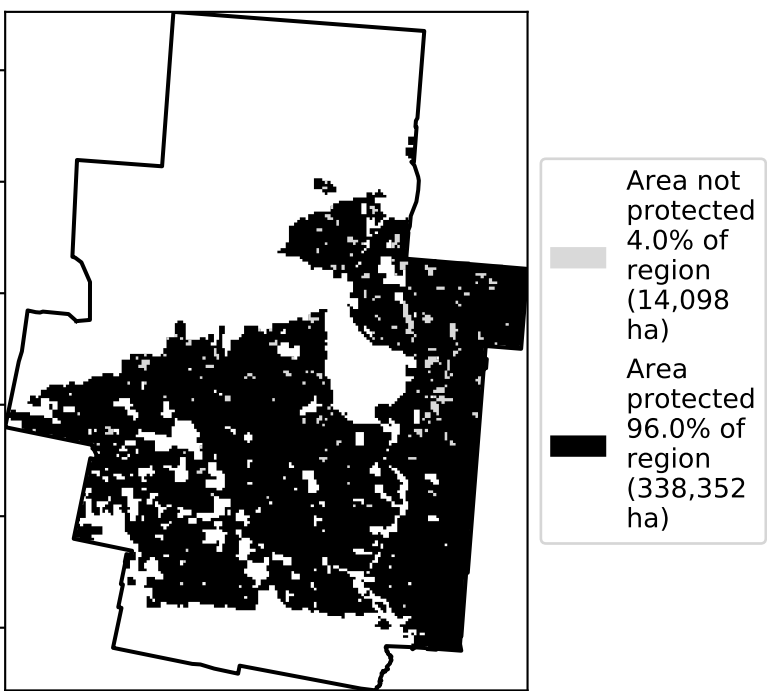 Area not
protected
4.0% of
region
(14,098
ha)
Area
protected
96.0% of
region
(338,352
ha)